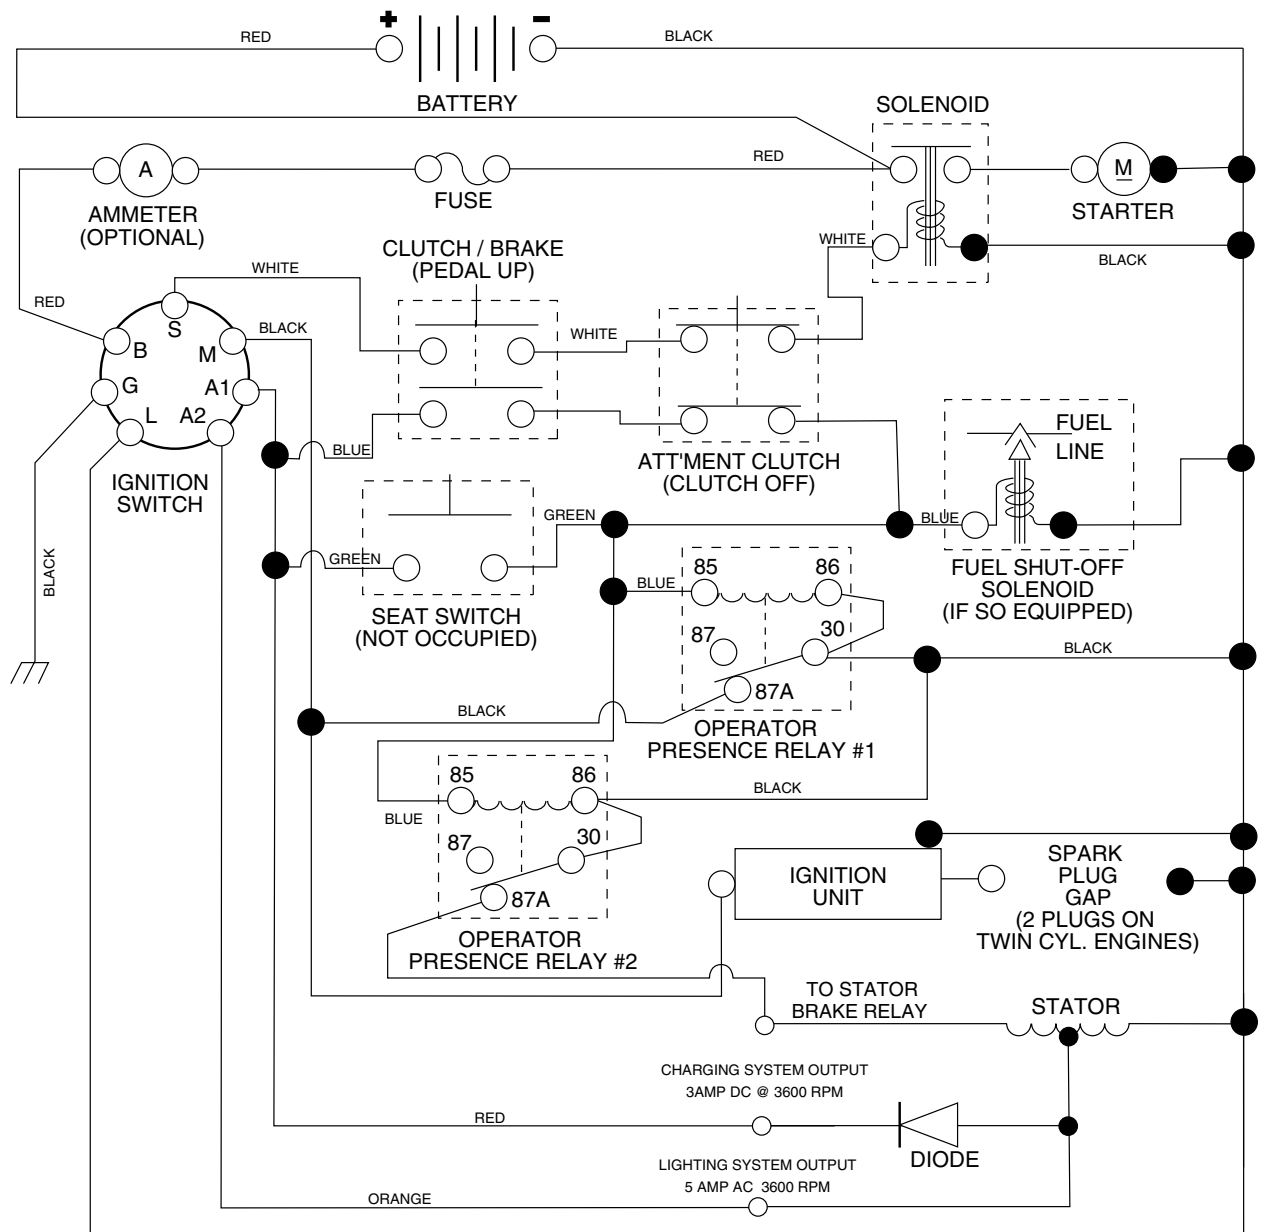 + −
RED
BLACK
BATTERY
SOLENOID
A
RED
M
FUSE
AMMETER
(OPTIONAL)
STARTER
WHITE
CLUTCH / BRAKE
(PEDAL UP)
BLACK
WHITE
RED
S
BLACK
WHITE
B
M
G
A1
L
A2
BLUE
FUEL
LINE
ATT'MENT CLUTCH
(CLUTCH OFF)
IGNITION
SWITCH
GREEN
BLUE
BLACK
GREEN
85
86
BLUE
FUEL SHUT-OFF
SOLENOID
(IF SO EQUIPPED)
SEAT SWITCH
(NOT OCCUPIED)
87
30
BLACK
87A
BLACK
OPERATOR
PRESENCE RELAY #1
85
86
BLACK
BLUE
87
30
87A
IGNITION
UNIT
SPARK
PLUG
GAP
(2 PLUGS ON
TWIN CYL. ENGINES)
OPERATOR
PRESENCE RELAY #2
TO STATOR
BRAKE RELAY
STATOR
CHARGING SYSTEM OUTPUT
3AMP DC @ 3600 RPM
RED
DIODE
LIGHTING SYSTEM OUTPUT
5 AMP AC 3600 RPM
ORANGE